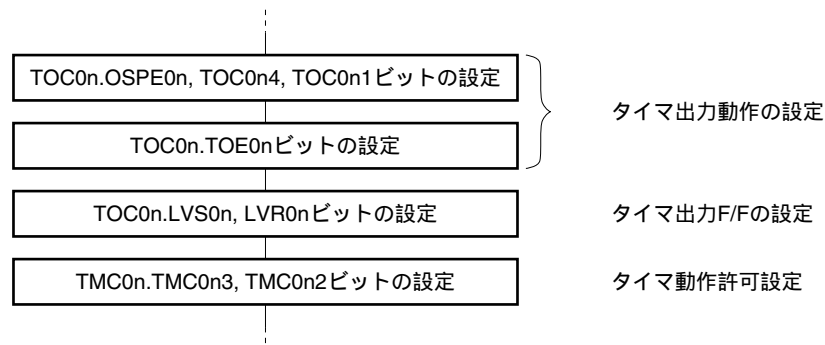 TOC0n.OSPE0n, TOC0n4, TOC0n1ビットの設定
タイマ出力動作の設定
TOC0n.TOE0nビットの設定
TOC0n.LVS0n, LVR0nビットの設定
タイマ出力F/Fの設定
TMC0n.TMC0n3, TMC0n2ビットの設定
タイマ動作許可設定